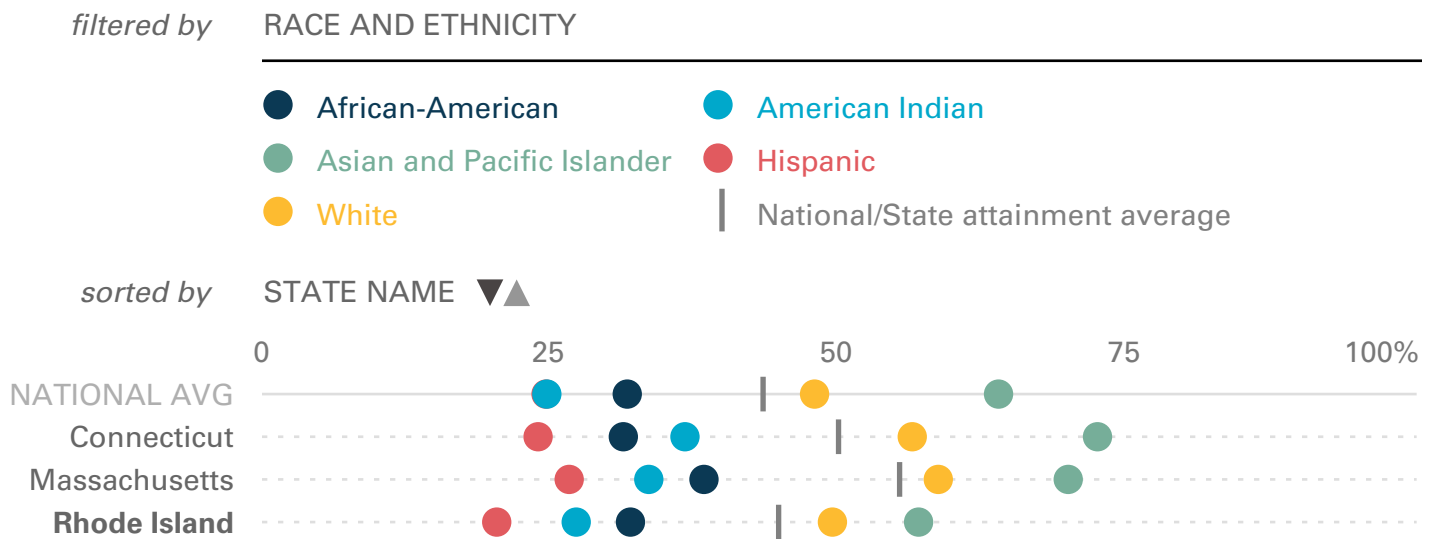 filtered by RACE AND ETHNICITY
African-American American Indian
Asian and Pacific Islander Hispanic
White National/State attainment average
sorted by STATE NAME ▼▲
0 25 50 75 100%
NATIONAL AVG
Connecticut
Massachusetts
Rhode Island